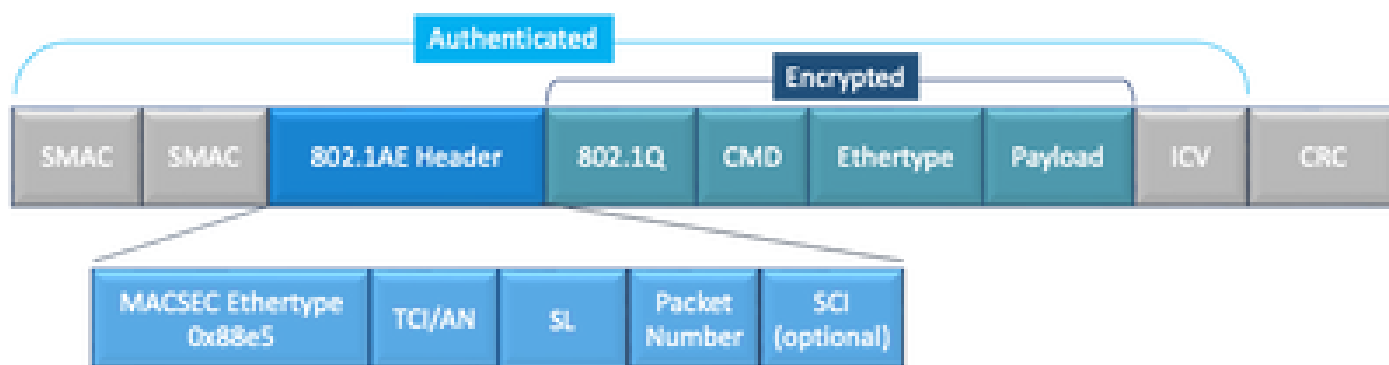 Authenticated
Encrypted
SMAC SMAC 802.1AE Header 802.1Q CMD Ethertype Payload ICV CRC
MACSEC Ethertype
0x88e5
TCI/AN
SL
Packet
Number
SCI
(optional)